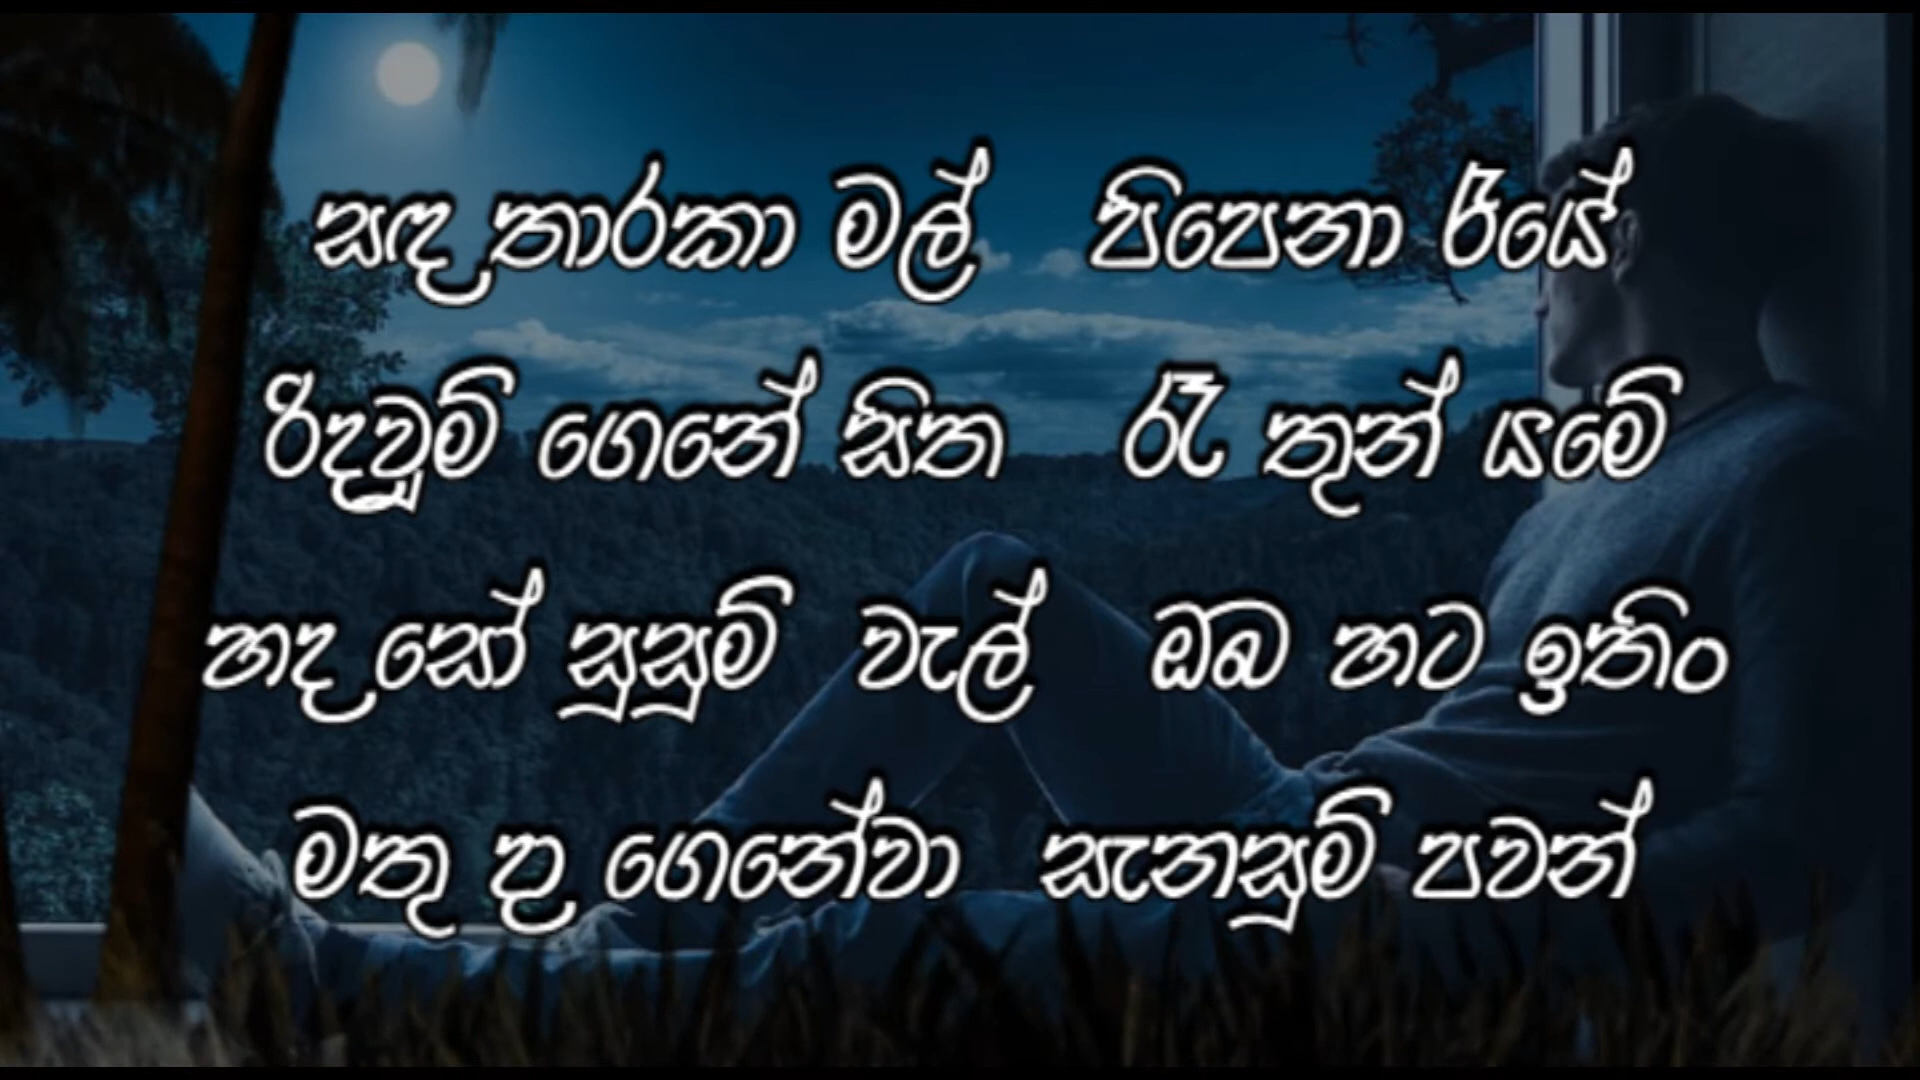 සඳ තාරකා මල් පිපෙනා රෑයේ
රිදවූම් ගෙනේ සිත රෑ තුන් යමේ
හද සෝ සුසුම් වැල් ඔබ හට ඉතිං
මතු දා ගෙනේවා සැනසුම් පවන්